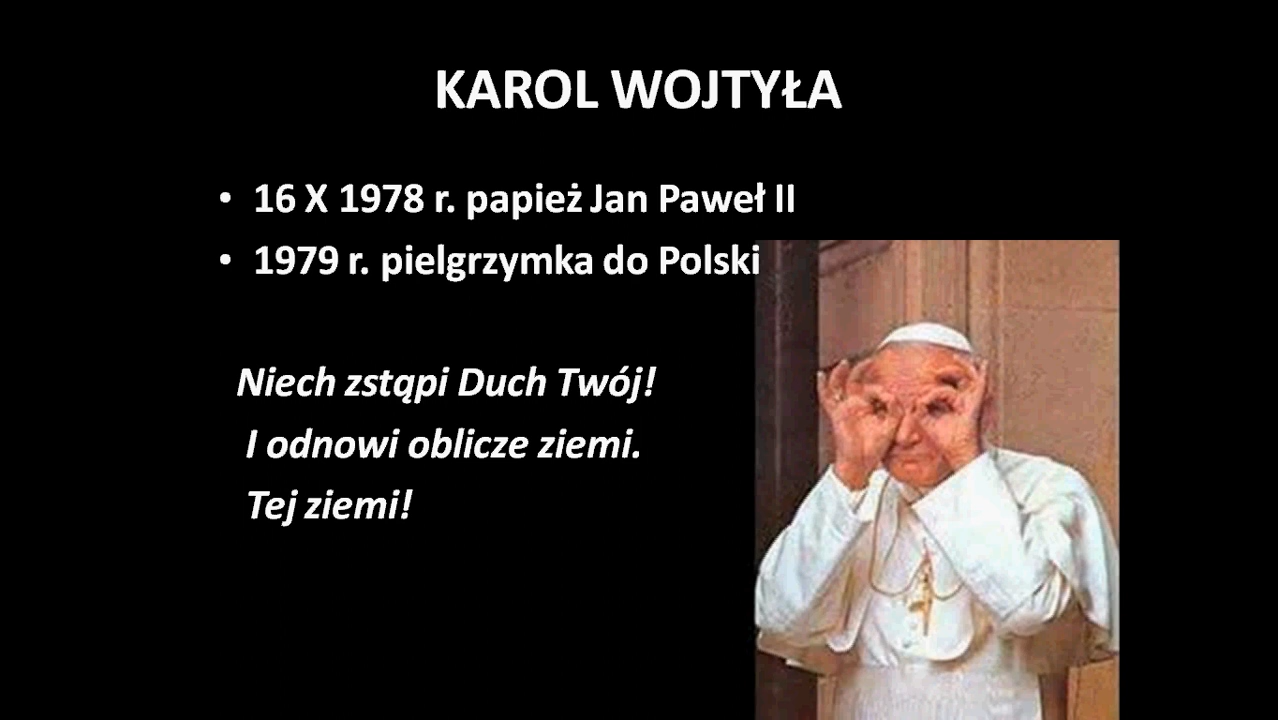 KAROL WOJTYŁA
• 16 X 1978 r. papież Jan Paweł II
• 1979 r. pielgrzymka do Polski
Niech zstąpi Duch Twój!
I odnowi oblicze ziemi.
Tej ziemi!